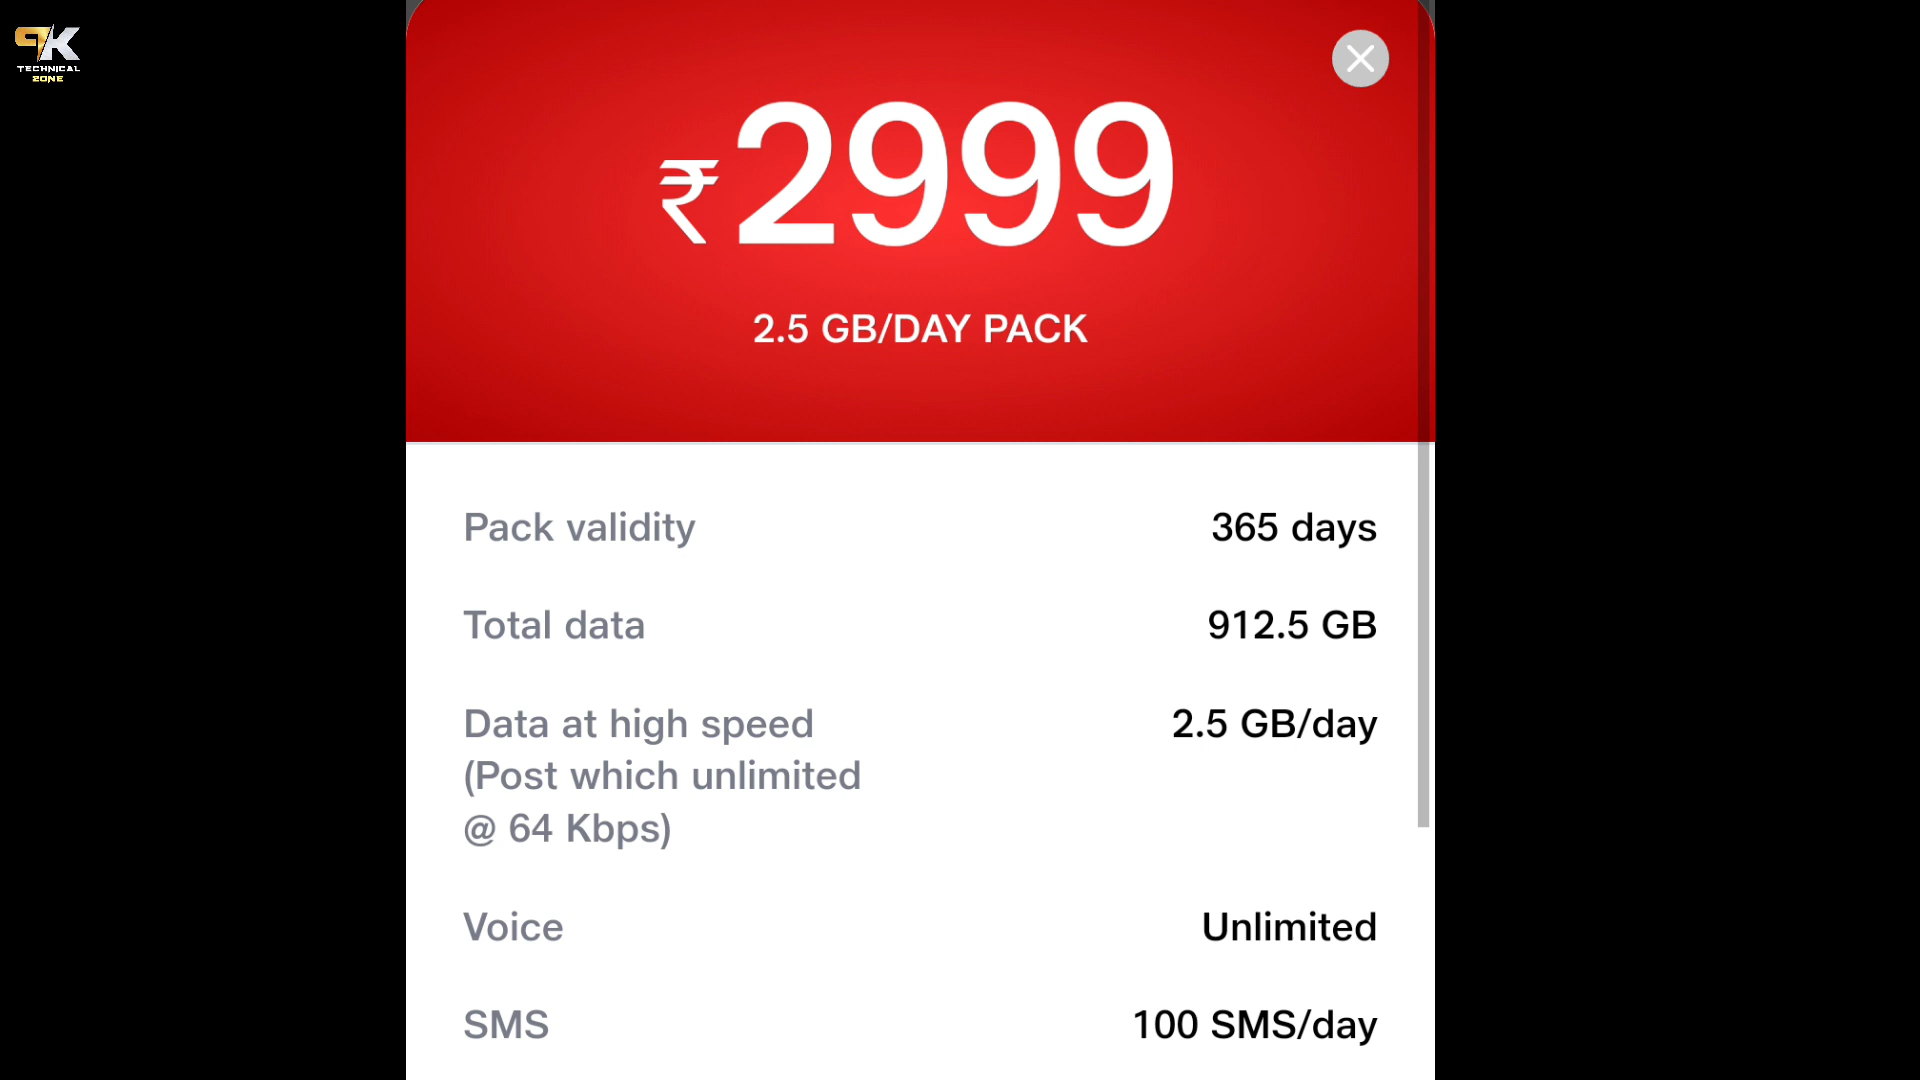 PK
TECHNICAL
ZONE
₹2999
2.5 GB/DAY PACK
Pack validity 365 days
Total data 912.5 GB
Data at high speed 2.5 GB/day
(Post which unlimited
@ 64 Kbps)
Voice Unlimited
SMS 100 SMS/day